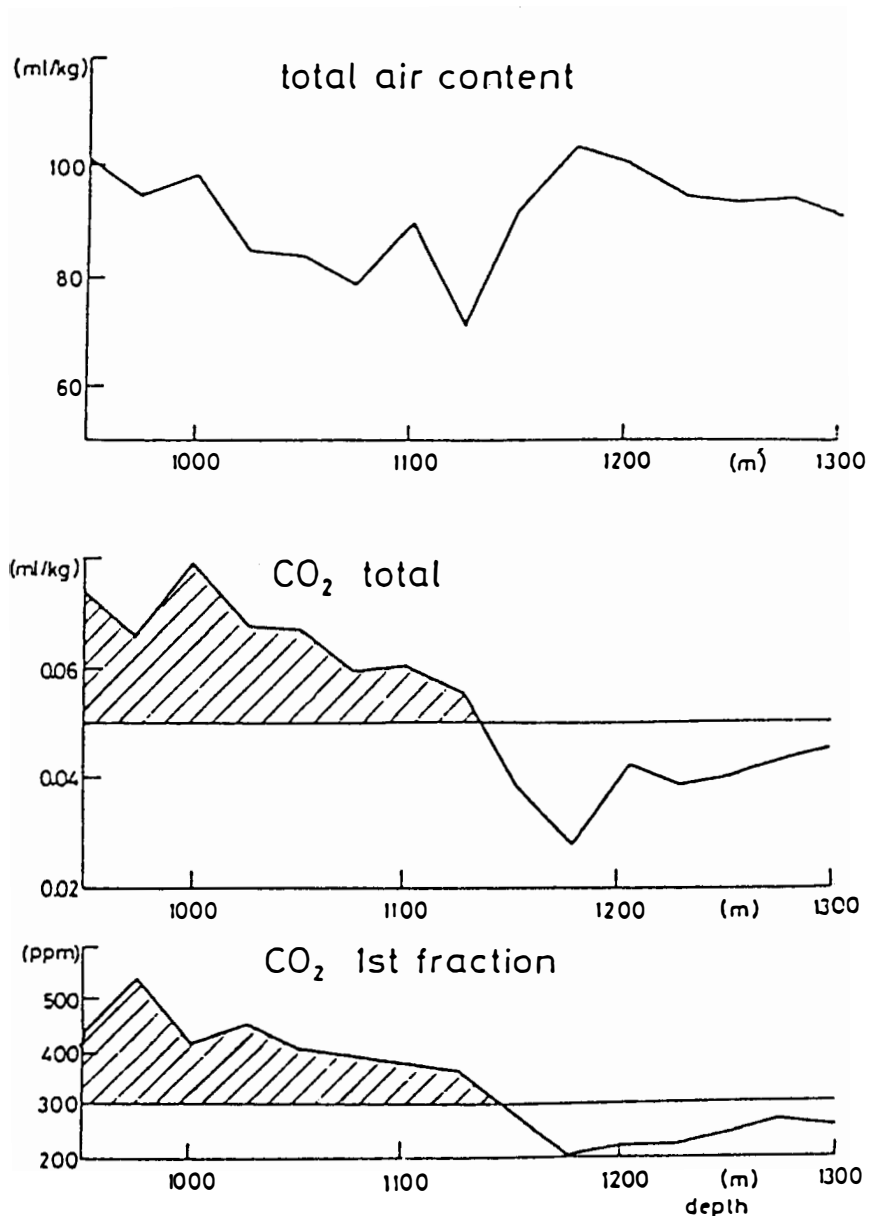 (ml/kg) total air content
100
80
60
1000 1100 1200 (m) 1300
(ml/kg) CO₂ total
0.06
0.04
0.02
1000 1100 1200 (m) 1300
(ppm) CO₂ 1st fraction
500
400
300
200
1000 1100 1200 (m) 1300
depth